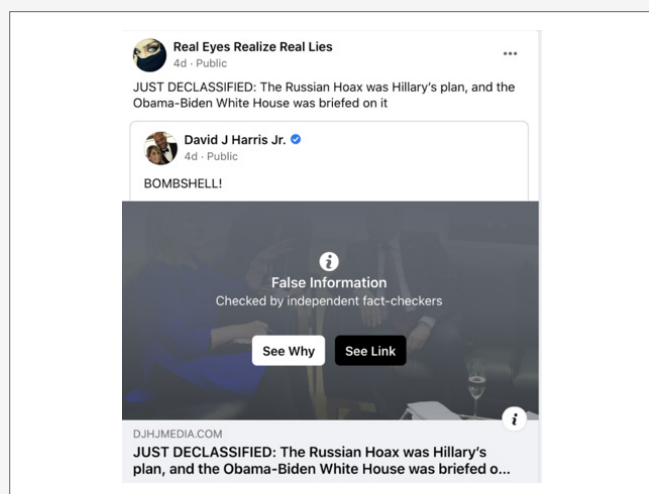 Real Eyes Realize Real Lies
4d · Public
JUST DECLASSIFIED: The Russian Hoax was Hillary's plan, and the
Obama-Biden White House was briefed on it
David J Harris Jr.
4d · Public
BOMBSHELL!
False Information
Checked by independent fact-checkers
See Why See Link
DJHJMEDIA.COM
JUST DECLASSIFIED: The Russian Hoax was Hillary's
plan, and the Obama-Biden White House was briefed o...